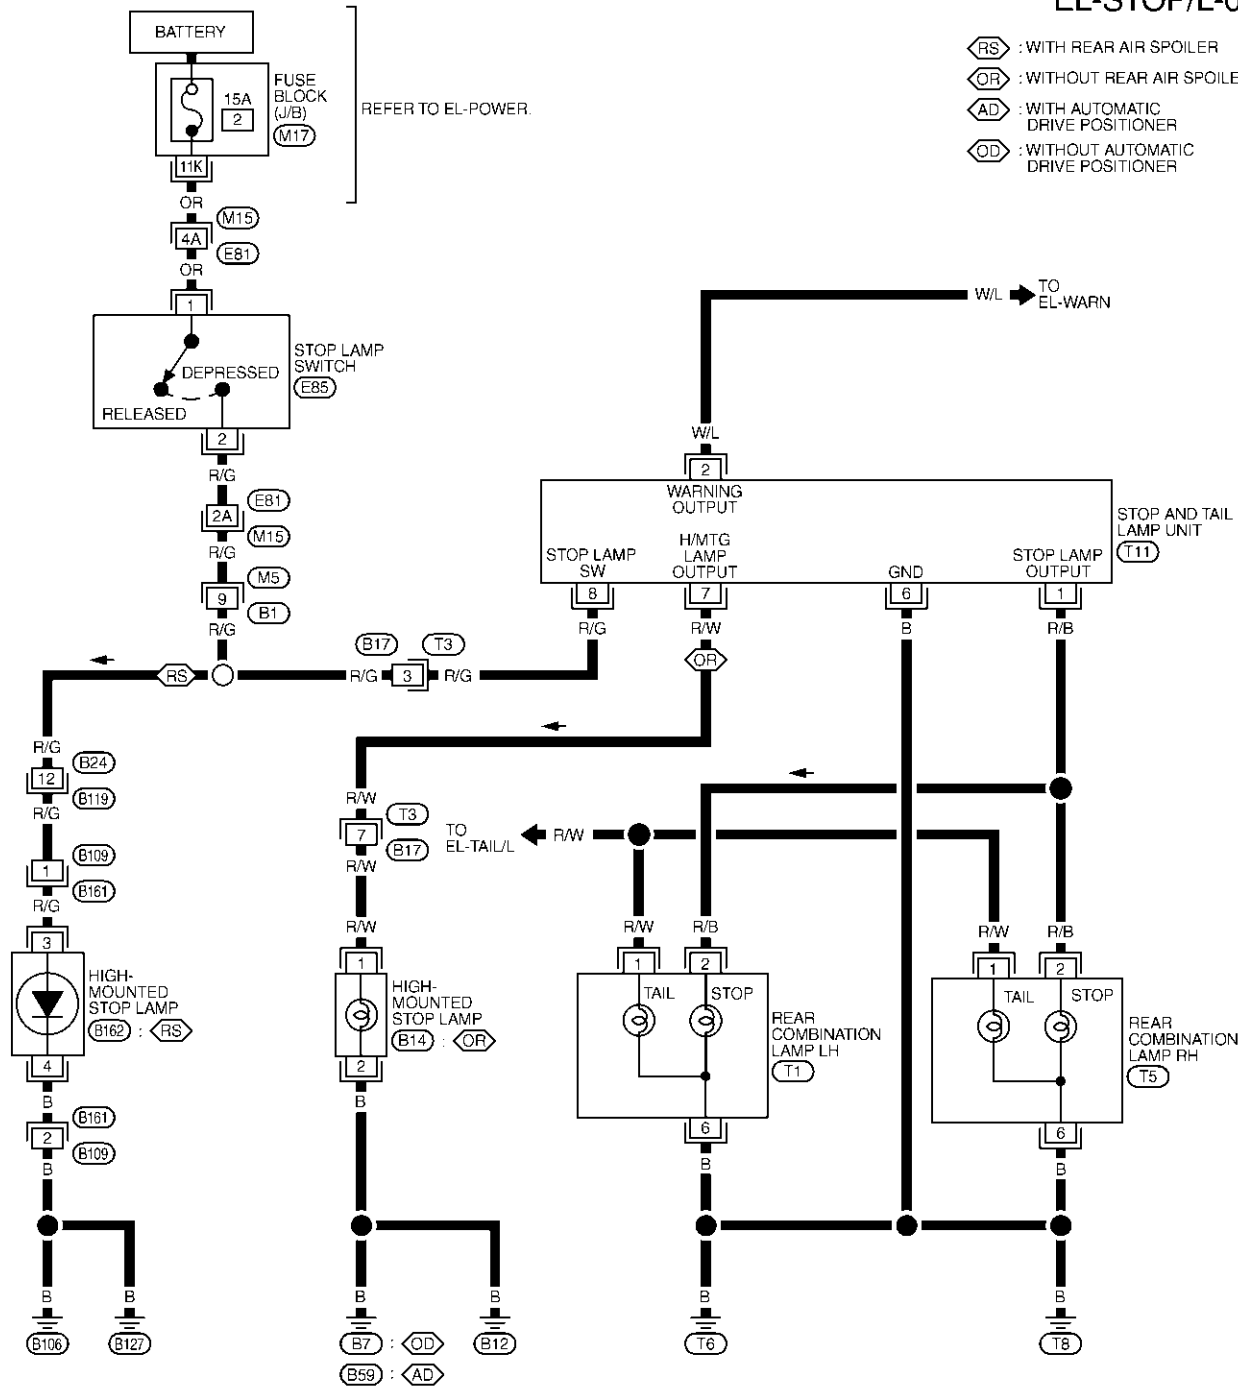 EL-STOP/L-0
BATTERY
FUSE
BLOCK
(J/B)
M17
15A
2
11K
REFER TO EL-POWER.
RS : WITH REAR AIR SPOILER
OR : WITHOUT REAR AIR SPOILE
AD : WITH AUTOMATIC
DRIVE POSITIONER
OD : WITHOUT AUTOMATIC
DRIVE POSITIONER
OR
M15
4A
E81
OR
1
DEPRESSED
RELEASED
STOP LAMP
SWITCH
E85
2
R/G
E81
2A
M15
R/G
M5
9
B1
R/G
W/L
TO
EL-WARN
W/L
2
WARNING
OUTPUT
STOP LAMP
SW
H/MTG
LAMP
OUTPUT
GND
STOP LAMP
OUTPUT
STOP AND TAIL
LAMP UNIT
T11
8
7
6
1
R/G
R/W
B
R/B
OR
RS
B17
T3
R/G
3
R/G
R/G
B24
12
B119
R/G
B109
1
B161
R/G
3
HIGH-
MOUNTED
STOP LAMP
B162 : RS
4
B
B161
2
B109
B
B
B
B106
B127
R/W
T3
7
B17
R/W
R/W
1
HIGH-
MOUNTED
STOP LAMP
B14 : OR
2
B
B
B
B7 : OD
B59 : AD
B12
TO
EL-TAIL/L
R/W
R/W
R/B
1
2
TAIL
STOP
REAR
COMBINATION
LAMP LH
T1
6
B
B
T6
R/W
R/B
1
2
TAIL
STOP
REAR
COMBINATION
LAMP RH
T5
6
B
B
T8